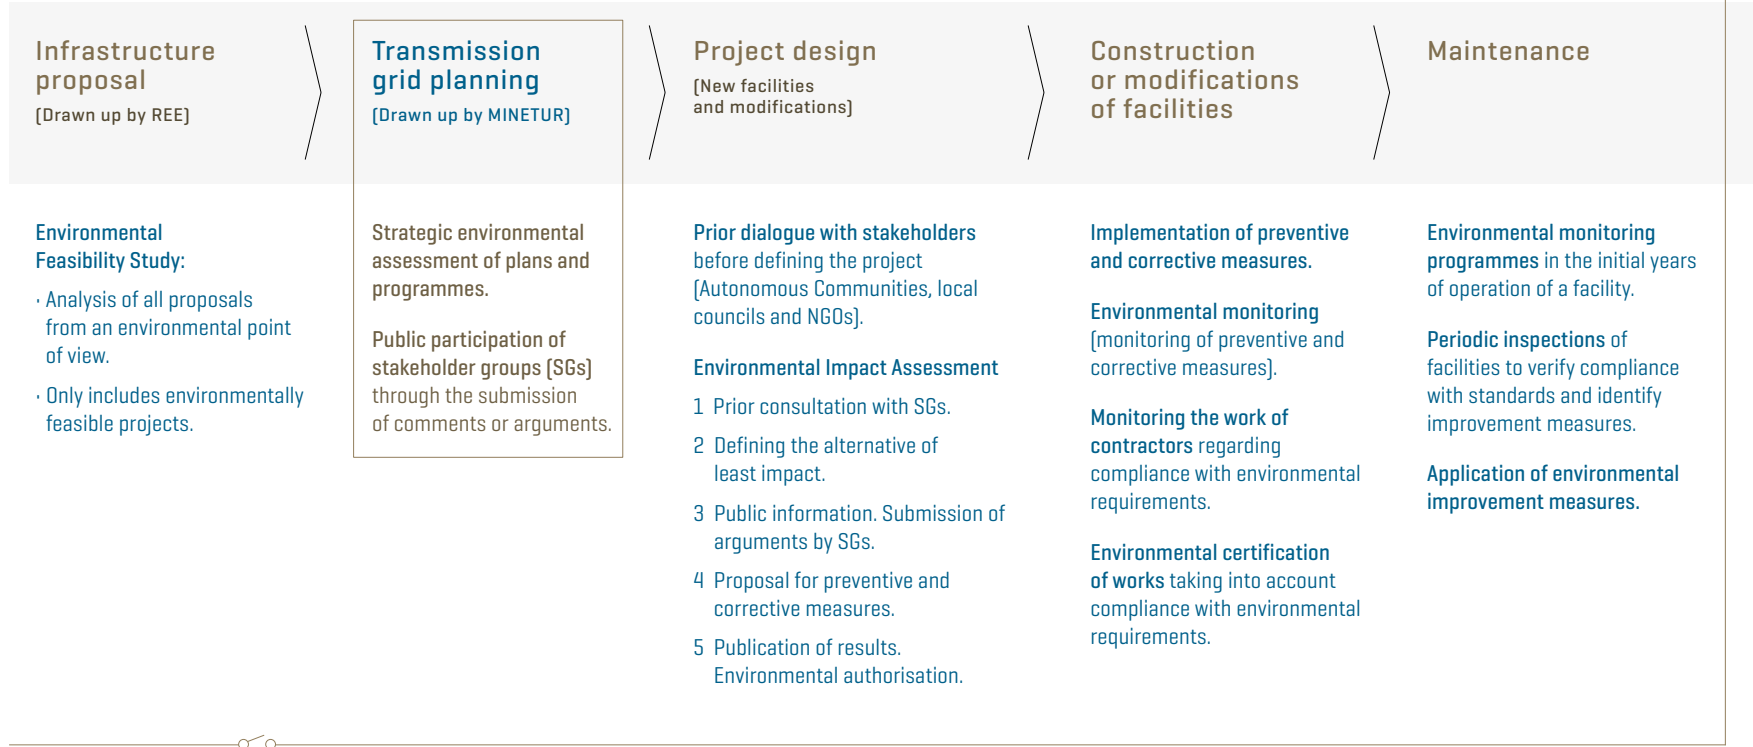 Infrastructure
proposal
(Drawn up by REE)
Transmission
grid planning
(Drawn up by MINETUR)
Project design
(New facilities
and modifications)
Construction
or modifications
of facilities
Maintenance
Environmental
Feasibility Study:
· Analysis of all proposals
from an environmental point
of view.
· Only includes environmentally
feasible projects.
Strategic environmental
assessment of plans and
programmes.
Public participation of
stakeholder groups (SGs)
through the submission
of comments or arguments.
Prior dialogue with stakeholders
before defining the project
(Autonomous Communities, local
councils and NGOs).
Environmental Impact Assessment
1 Prior consultation with SGs.
2 Defining the alternative of
least impact.
3 Public information. Submission of
arguments by SGs.
4 Proposal for preventive and
corrective measures.
5 Publication of results.
Environmental authorisation.
Implementation of preventive
and corrective measures.
Environmental monitoring
(monitoring of preventive and
corrective measures).
Monitoring the work of
contractors regarding
compliance with environmental
requirements.
Environmental certification
of works taking into account
compliance with environmental
requirements.
Environmental monitoring
programmes in the initial years
of operation of a facility.
Periodic inspections of
facilities to verify compliance
with standards and identify
improvement measures.
Application of environmental
improvement measures.